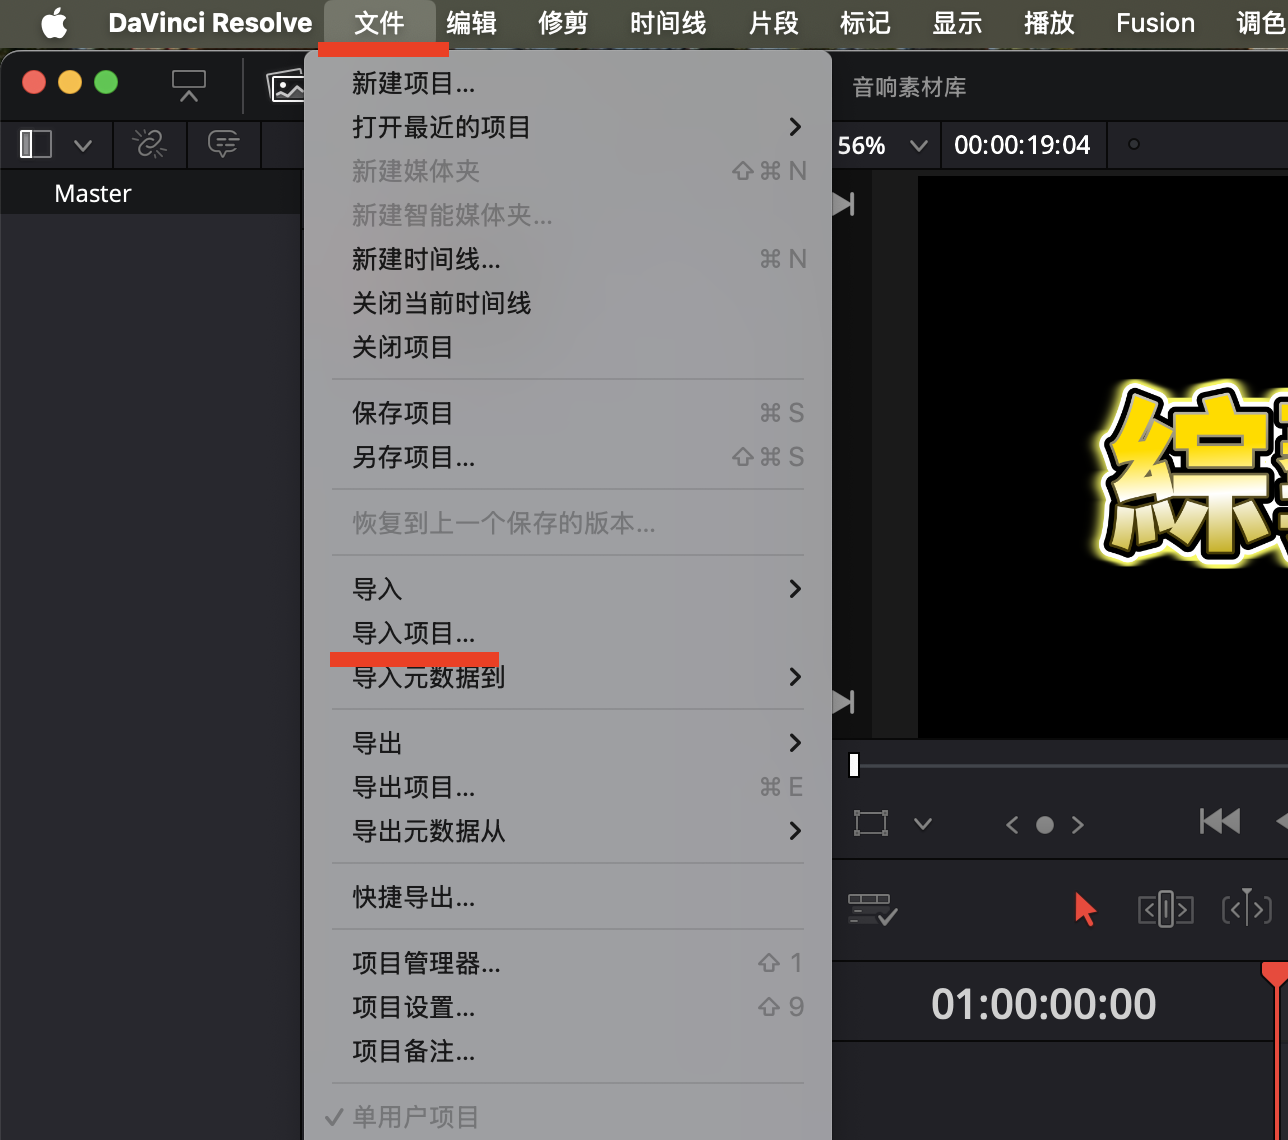 DaVinci Resolve 文件 编辑 修剪 时间线 片段 标记 显示 播放 Fusion 调色
音响素材库
56% 00:00:19:04
Master
新建项目...
打开最近的项目
新建媒体夹 ⇧⌘N
新建智能媒体夹...
新建时间线... ⌘N
关闭当前时间线
关闭项目
保存项目 ⌘S
另存项目... ⇧⌘S
恢复到上一个保存的版本...
导入
导入项目...
导入元数据到
导出
导出项目... ⌘E
导出元数据从
快捷导出...
项目管理器... ⇧1
项目设置... ⇧9
项目备注...
✓ 单用户项目
綜
01:00:00:00